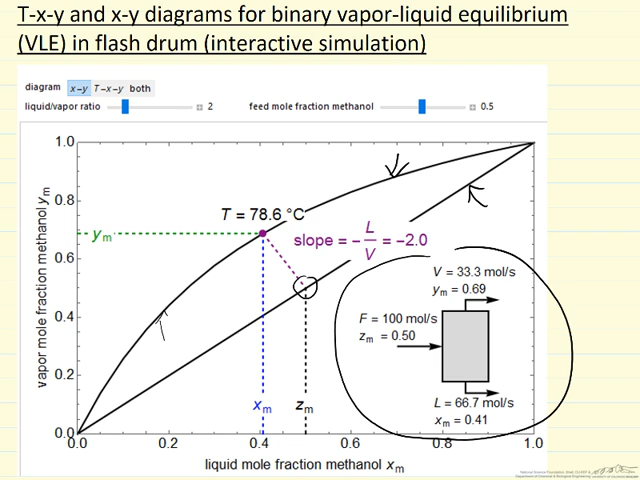 T-x-y and x-y diagrams for binary vapor-liquid equilibrium
(VLE) in flash drum (interactive simulation)
diagram x-y T-x-y both
liquid/vapor ratio 2 feed mole fraction methanol 0.5
1.0
0.8
0.6
0.4
0.2
0.0
vapor mole fraction methanol ym
T = 78.6 °C
ym
slope = - L/V = -2.0
V = 33.3 mol/s
ym = 0.69
F = 100 mol/s
zm = 0.50
L = 66.7 mol/s
xm = 0.41
xm zm
0.0 0.2 0.4 0.6 0.8 1.0
liquid mole fraction methanol xm